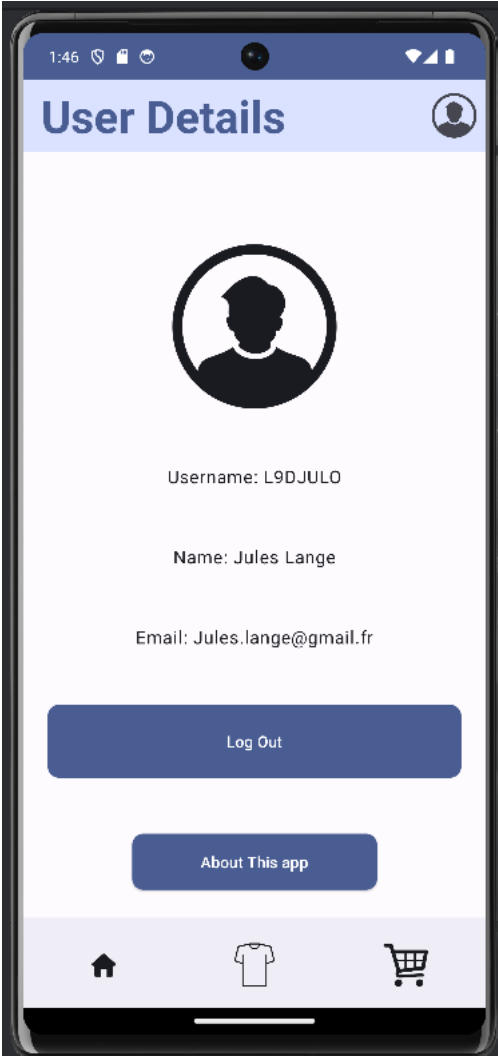 1:46
User Details
Username: L9DJULO
Name: Jules Lange
Email: Jules.lange@gmail.fr
Log Out
About This app